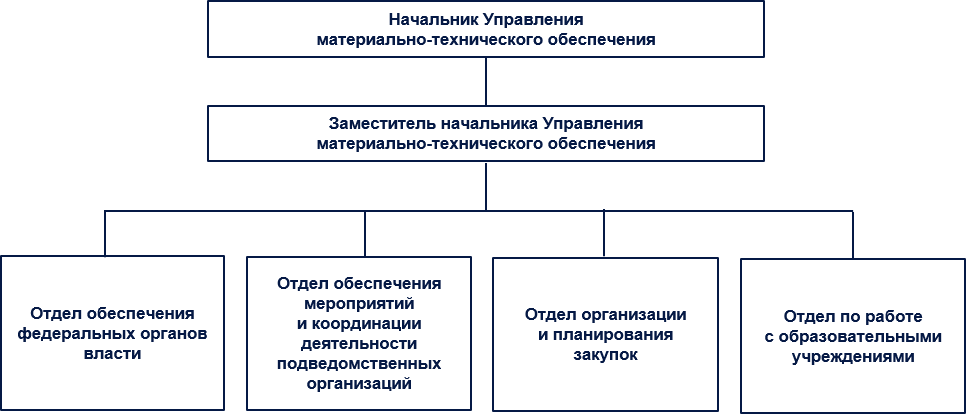 Начальник Управления
материально-технического обеспечения
Заместитель начальника Управления
материально-технического обеспечения
Отдел обеспечения
федеральных органов
власти
Отдел обеспечения
мероприятий
и координации
деятельности
подведомственных
организаций
Отдел организации
и планирования
закупок
Отдел по работе
с образовательными
учреждениями